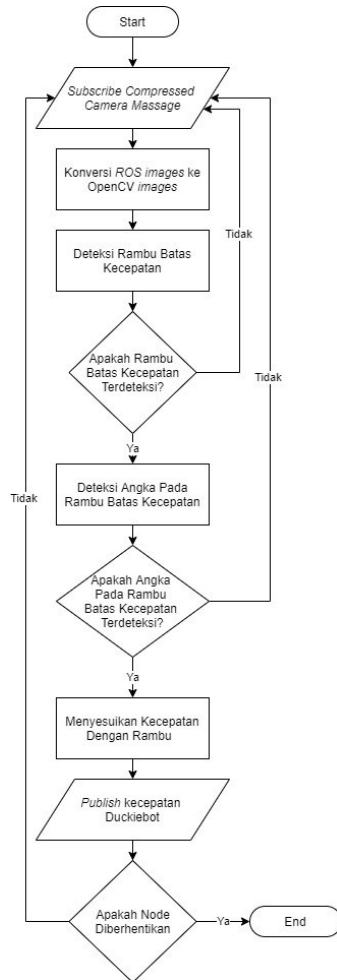 Start
Subscribe Compressed
Camera Massage
Konversi ROS images ke
OpenCV images
Tidak
Deteksi Rambu Batas
Kecepatan
Apakah Rambu
Batas Kecepatan
Terdeteksi?
Tidak
Ya
Deteksi Angka Pada
Rambu Batas Kecepatan
Tidak
Apakah Angka
Pada Rambu
Batas Kecepatan
Terdeteksi?
Ya
Menyesuikan Kecepatan
Dengan Rambu
Publish kecepatan
Duckiebot
Apakah Node
Diberhentikan
Ya
End